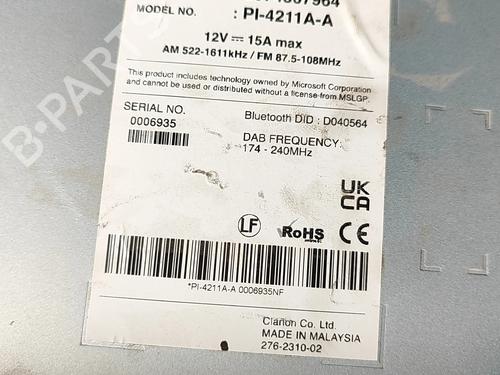 MODEL NO. : PI-4211A-A
12V ⎓ 15A max
AM 522-1611kHz / FM 87.5-108MHz
This product includes technology owned by Microsoft Corporation
and cannot be used or distributed without a license from MSLGP.
SERIAL NO.
0006935
Bluetooth DID : D040564
DAB FREQUENCY:
174 - 240MHz
UK
CA
LF
RoHS
CE
*PI-4211A-A 0006935NF
Clarion Co. Ltd.
MADE IN MALAYSIA
276-2310-02
B-PARTS